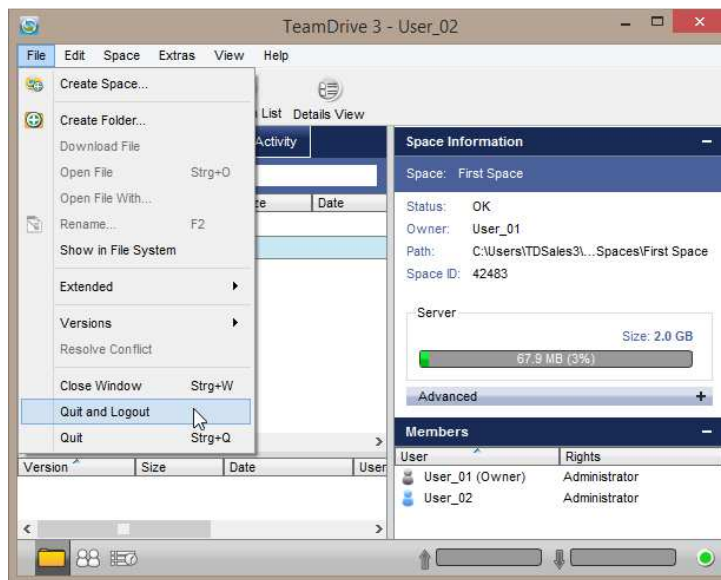 TeamDrive 3 - User_02
File Edit Space Extras View Help
Create Space...
Create Folder...
Download File
Open File Strg+O
Open File With...
Rename... F2
Show in File System
Extended
Versions
Resolve Conflict
Close Window Strg+W
Quit and Logout
Quit Strg+Q
List Details View
Activity
Date
Version Size Date User
Space Information
Space: First Space
Status: OK
Owner: User_01
Path: C:\Users\TDSales3\...Spaces\First Space
Space ID: 42483
Server
Size: 2.0 GB
67.9 MB (3%)
Advanced
Members
User Rights
User_01 (Owner) Administrator
User_02 Administrator